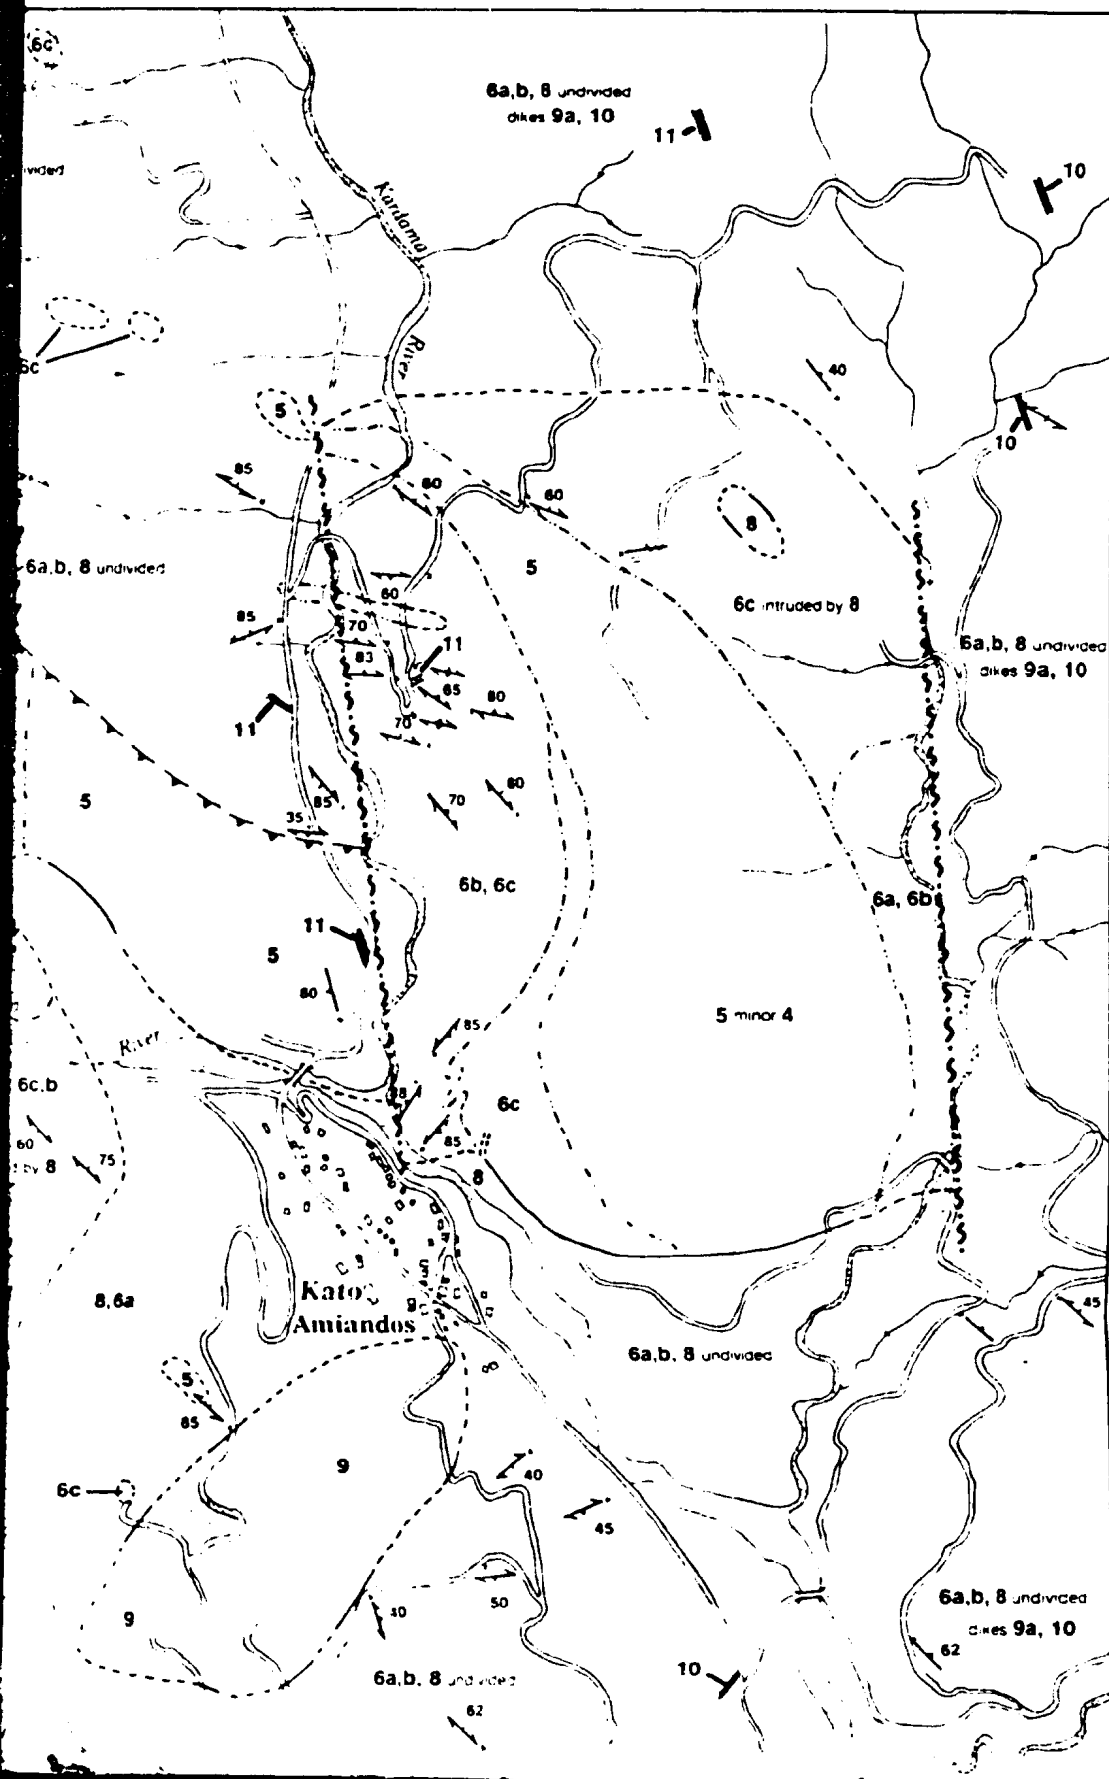 6c
6a,b, 8 undivided
dikes 9a, 10
11
10
Kardama
River
6c
40
5
10
85
60
60
8
5
6a,b, 8 undivided
60
6c intruded by 8
85
70
11
83
6a,b, 8 undivided
dikes 9a, 10
65
80
11
70
5
85
80
70
35
6b, 6c
6a, 6b
11
5
80
5 minor 4
85
River
6c,b
6c
60
by 8
75
85
8
8,6a
Kato
Amiandos
45
6a,b, 8 undivided
5
85
9
40
6c
45
50
6a,b, 8 undivided
dikes 9a, 10
9
62
6a,b, 8 undivided
10
62